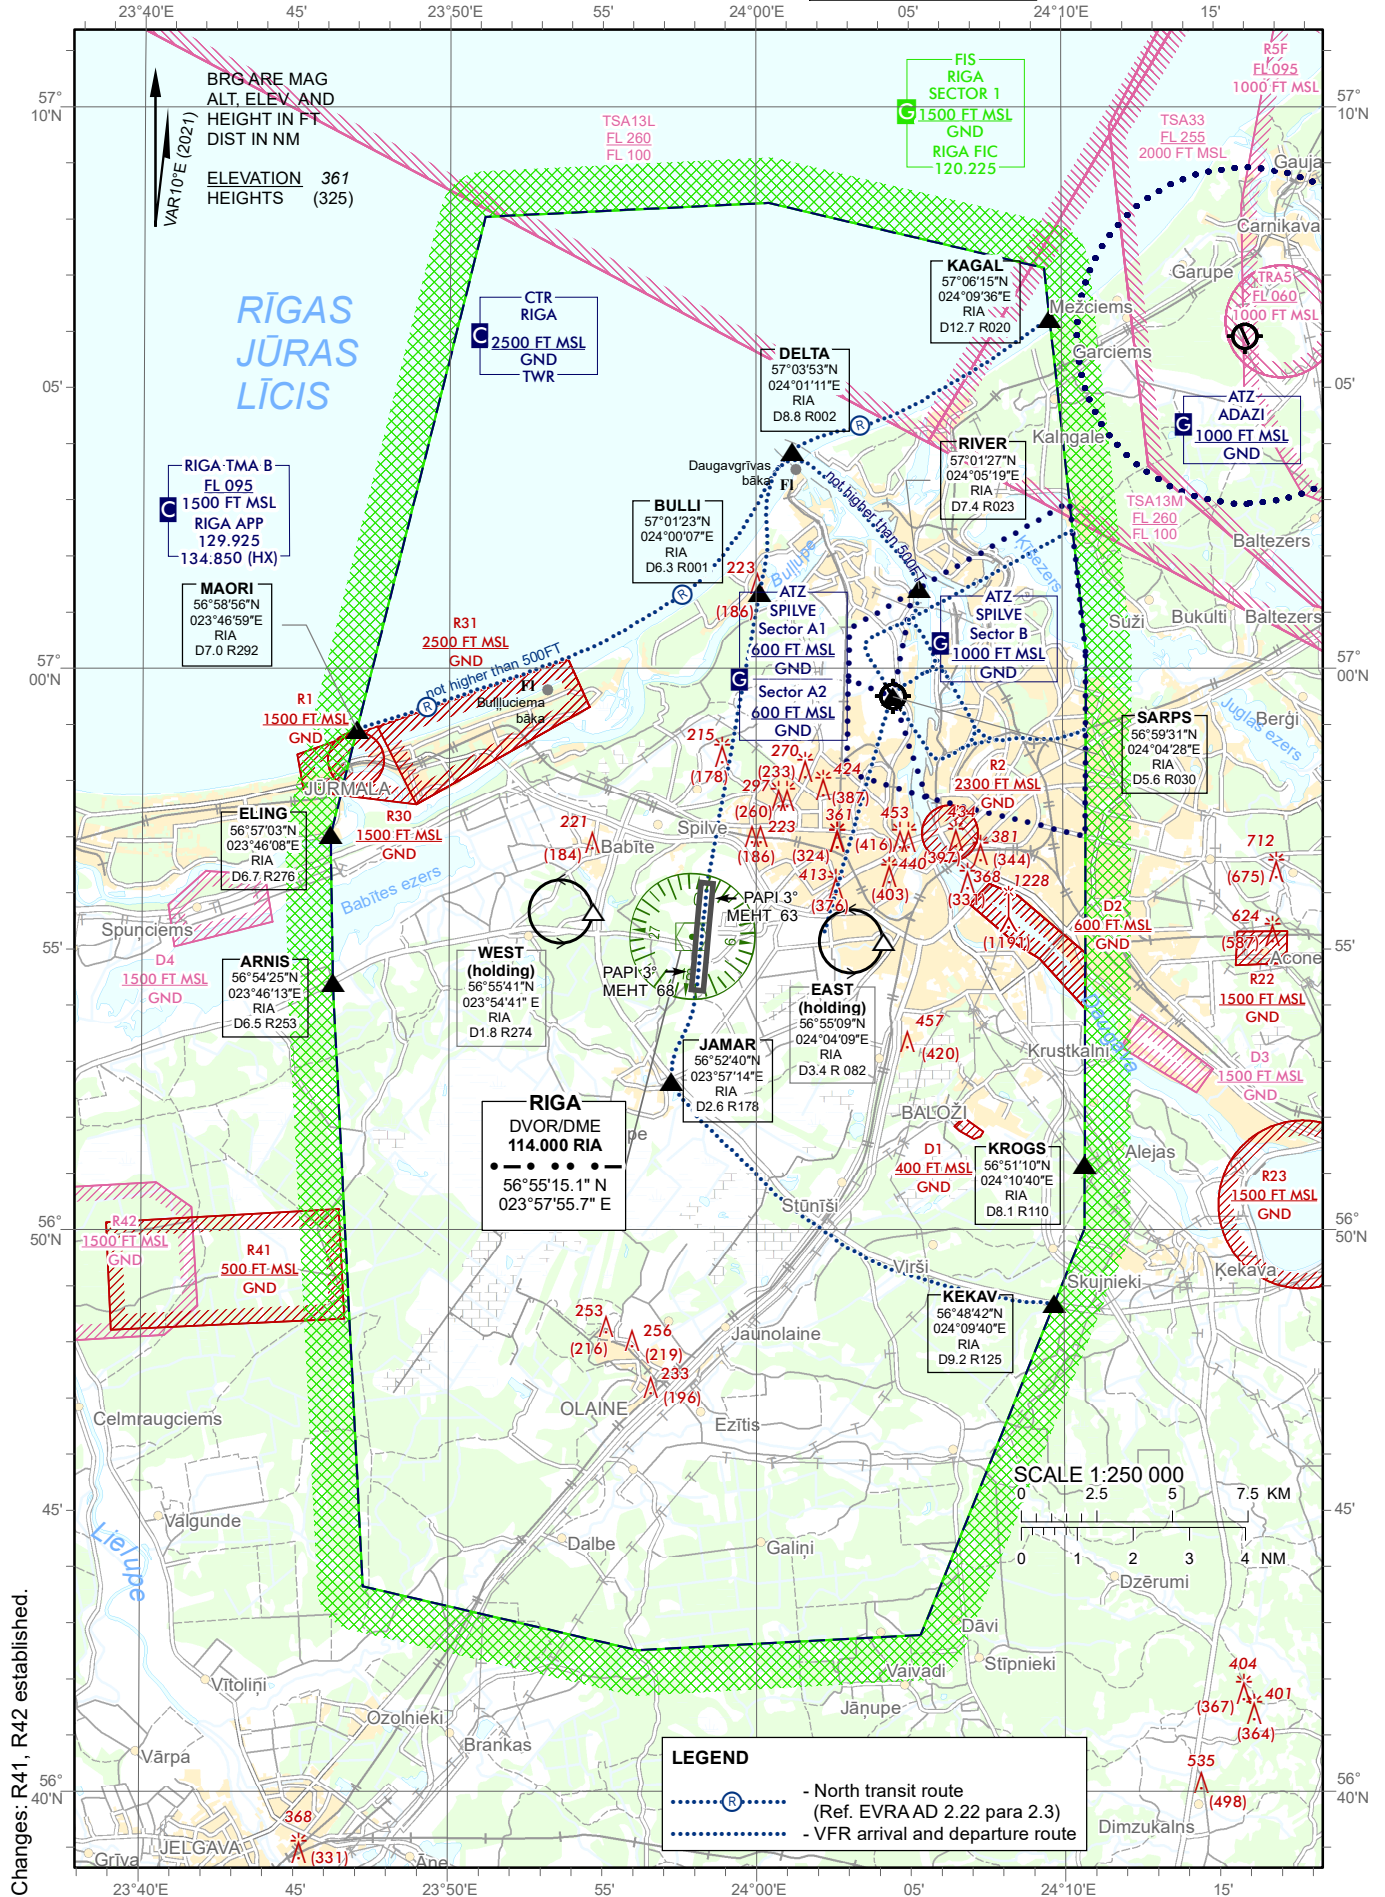 23°40'E
45'
23°50'E
55'
24°00'E
05'
24°10'E
15'
57°
10'N
57°
10'N
BRG ARE MAG
ALT, ELEV AND
HEIGHT IN FT
DIST IN NM
ELEVATION 361
HEIGHTS (325)
VAR10°E (2021)
TSA13L
FL 260
FL 100
FIS
RIGA
SECTOR 1
G
1500 FT MSL
GND
RIGA FIC
120.225
R5F
FL 095
1000 FT MSL
TSA33
FL 255
2000 FT MSL
Gauja
Carnikava
Garupe
TRA5
FL 060
1000 FT MSL
RĪGAS
JŪRAS
LĪCIS
CTR
RIGA
C
2500 FT MSL
GND
TWR
KAGAL
57°06'15"N
024°09'36"E
RIA
D12.7 R020
Mežciems
Garciems
DELTA
57°03'53"N
024°01'11"E
RIA
D8.8 R002
05'
05'
R
ATZ
ADAZI
G
1000 FT MSL
GND
Kalngale
RIVER
57°01'27"N
024°05'19"E
RIA
D7.4 R023
RIGA TMA B
FL 095
C
1500 FT MSL
RIGA APP
129.925
134.850 (HX)
Daugavgrīvas
bāka
Fl
not higher than 500FT
BULLI
57°01'23"N
024°00'07"E
RIA
D6.3 R001
TSA13M
FL 260
FL 100
Baltezers
Ķīšezers
Buļļupe
223
(186)
R
MAORI
56°58'56"N
023°46'59"E
RIA
D7.0 R292
ATZ
SPILVE
Sector A1
600 FT MSL
GND
G
Sector A2
600 FT MSL
GND
ATZ
SPILVE
Sector B
G
1000 FT MSL
GND
Suži
Bukulti
Baltezers
R31
2500 FT MSL
GND
57°
00'N
57°
00'N
not higher than 500FT
R
Fl
Buļļuciema
bāka
R1
1500 FT MSL
GND
Juglas ezers
Berģi
SARPS
56°59'31"N
024°04'28"E
RIA
D5.6 R030
215
(178)
270
(233)
424
(387)
297
(260)
R2
2300 FT MSL
GND
JŪRMALA
R30
1500 FT MSL
GND
ELING
56°57'03"N
023°46'08"E
RIA
D6.7 R276
221
(184)
Babīte
Spilve
223
(186)
361
(324)
453
(416)
434
(397)
381
(344)
440
(403)
368
(331)
413
(376)
1228
(1191)
712
(675)
624
(587)
Babītes ezers
Spuņciems
D4
1500 FT MSL
GND
PAPI 3°
MEHT 63
PAPI 3°
MEHT 68
27
9
D2
600 FT MSL
GND
55'
55'
Acone
R22
1500 FT MSL
GND
ARNIS
56°54'25"N
023°46'13"E
RIA
D6.5 R253
WEST
(holding)
56°55'41"N
023°54'41" E
RIA
D1.8 R274
EAST
(holding)
56°55'09"N
024°04'09"E
RIA
D3.4 R 082
457
(420)
Daugava
Krustkalni
D3
1500 FT MSL
GND
JAMAR
56°52'40"N
023°57'14"E
RIA
D2.6 R178
RIGA
DVOR/DME
114.000 RIA
56°55'15.1" N
023°57'55.7" E
pe
BALOŽI
D1
400 FT MSL
GND
KROGS
56°51'10"N
024°10'40"E
RIA
D8.1 R110
Alejas
R23
1500 FT MSL
GND
R42
1500 FT MSL
GND
R41
500 FT MSL
GND
Stūnīši
56°
50'N
56°
50'N
Virši
Skujnieki
Ķekava
KEKAV
56°48'42"N
024°09'40"E
RIA
D9.2 R125
253
(216)
256
(219)
233
(196)
Jaunolaine
OLAINE
Ezītis
Celmraugciems
SCALE 1:250 000
0 2.5 5 7.5 KM
0 1 2 3 4 NM
45'
45'
Valgunde
Lielupe
Dalbe
Galiņi
Dzērumi
Dāvi
Stīpnieki
Vaivadi
Jāņupe
Vītoliņi
Ozolnieki
Brankas
Vārpa
404
(367)
401
(364)
535
(498)
LEGEND
R
- North transit route
(Ref. EVRA AD 2.22 para 2.3)
- VFR arrival and departure route
56°
40'N
56°
40'N
368
(331)
JELGAVA
Grīva
Āne
Dimzukalns
23°40'E
45'
23°50'E
55'
24°00'E
05'
24°10'E
15'
Changes: R41, R42 established.